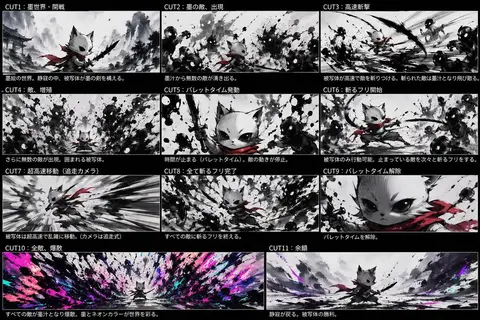 CUT1：墨世界・開戦
CUT2：墨の敵、出現
CUT3：高速斬撃
墨絵の世界。静寂の中、被写体が墨の剣を構える。
墨汁から無数の敵が湧き出る。
被写体が高速で敵を斬りつける。斬られた敵は墨汁となり飛び散る。
CUT4：敵、増殖
CUT5：バレットタイム発動
CUT6：斬るフリ開始
さらに無数の敵が出現。囲まれる被写体。
時間が止まる（バレットタイム）。敵の動きが停止。
被写体のみ行動可能。止まっている敵を次々と斬りフリをする。
CUT7：超高速移動（追走カメラ）
CUT8：全て斬るフリ完了
CUT9：バレットタイム解除
被写体は超高速で乱雑に移動。(カメラは追走式)
すべての敵に斬るフリを終える。
バレットタイムを解除。
CUT10：全敵、爆散
CUT11：余韻
すべての敵が墨汁となり爆散。墨とネオンカラーが世界を彩る。
静寂が戻る。被写体の勝利。